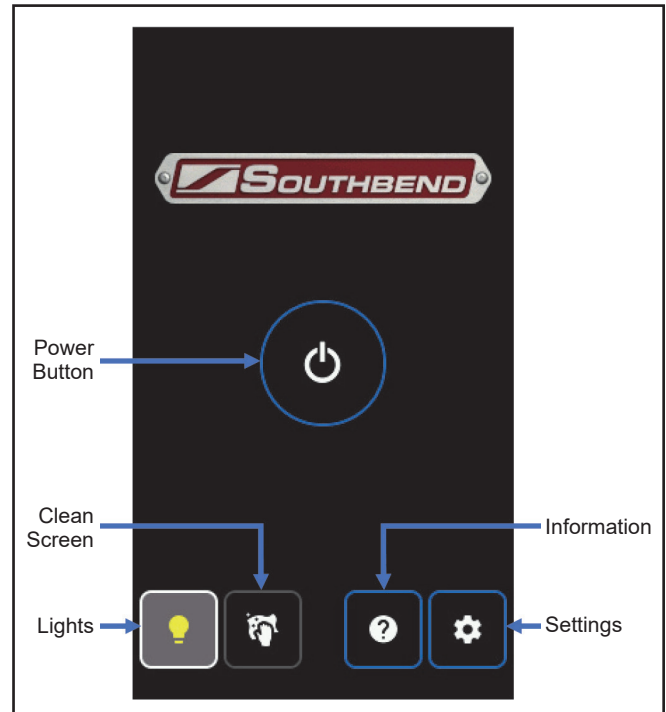 SOUTHBEND
Power
Button
Clean
Screen
Information
Lights
?
Settings